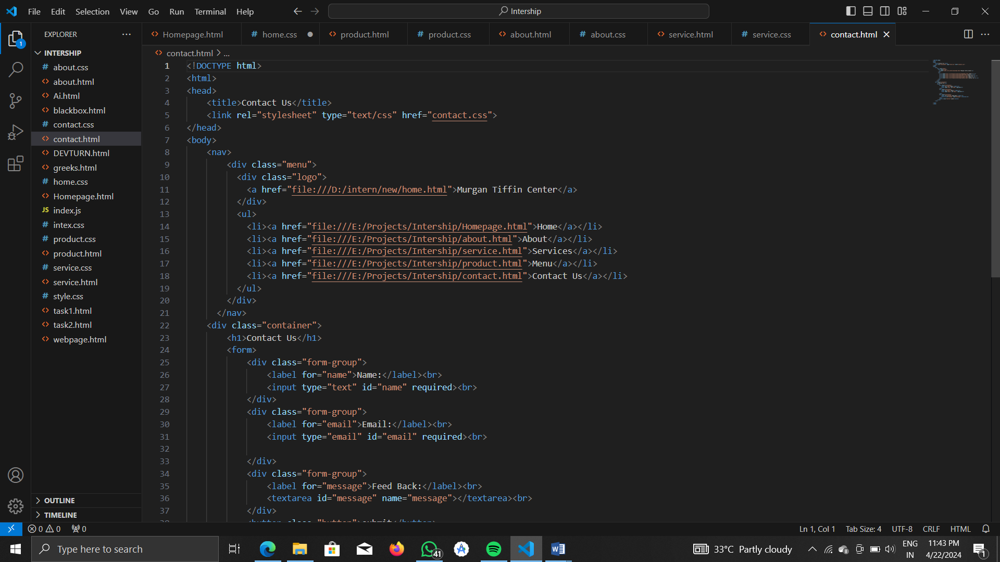 File Edit Selection View Go Run Terminal Help
Intership
EXPLORER
1
INTERSHIP
# about.css
<> about.html
<> Ai.html
<> blackbox.html
# contact.css
<> contact.html
<> DEVTURN.html
<> greeks.html
# home.css
<> Homepage.html
JS index.js
# intex.css
# product.css
<> product.html
# service.css
<> service.html
# style.css
<> task1.html
<> task2.html
<> webpage.html
OUTLINE
TIMELINE
<> Homepage.html # home.css <> product.html # product.css <> about.html # about.css <> service.html # service.css <> contact.html
<> contact.html > ...
1 <!DOCTYPE html>
2 <html>
3 <head>
4     <title>Contact Us</title>
5     <link rel="stylesheet" type="text/css" href="contact.css">
6 </head>
7 <body>
8     <nav>
9         <div class="menu">
10           <div class="logo">
11             <a href="file:///D:/intern/new/home.html">Murgan Tiffin Center</a>
12           </div>
13           <ul>
14             <li><a href="file:///E:/Projects/Intership/Homepage.html">Home</a></li>
15             <li><a href="file:///E:/Projects/Intership/about.html">About</a></li>
16             <li><a href="file:///E:/Projects/Intership/service.html">Services</a></li>
17             <li><a href="file:///E:/Projects/Intership/product.html">Menu</a></li>
18             <li><a href="file:///E:/Projects/Intership/contact.html">Contact Us</a></li>
19           </ul>
20         </div>
21       </nav>
22     <div class="container">
23         <h1>Contact Us</h1>
24         <form>
25             <div class="form-group">
26                 <label for="name">Name:</label><br>
27                 <input type="text" id="name" required><br>
28             </div>
29             <div class="form-group">
30                 <label for="email">Email:</label><br>
31                 <input type="email" id="email" required><br>
32
33             </div>
34             <div class="form-group">
35                 <label for="message">Feed Back:</label><br>
36                 <textarea id="message" name="message"></textarea><br>
37             </div>
38             <button class="button">submit</button>
0 0 0
Ln 1, Col 1 Tab Size: 4 UTF-8 CRLF HTML
Type here to search
41
33°C Partly cloudy
ENG
IN
11:43 PM
4/22/2024
1